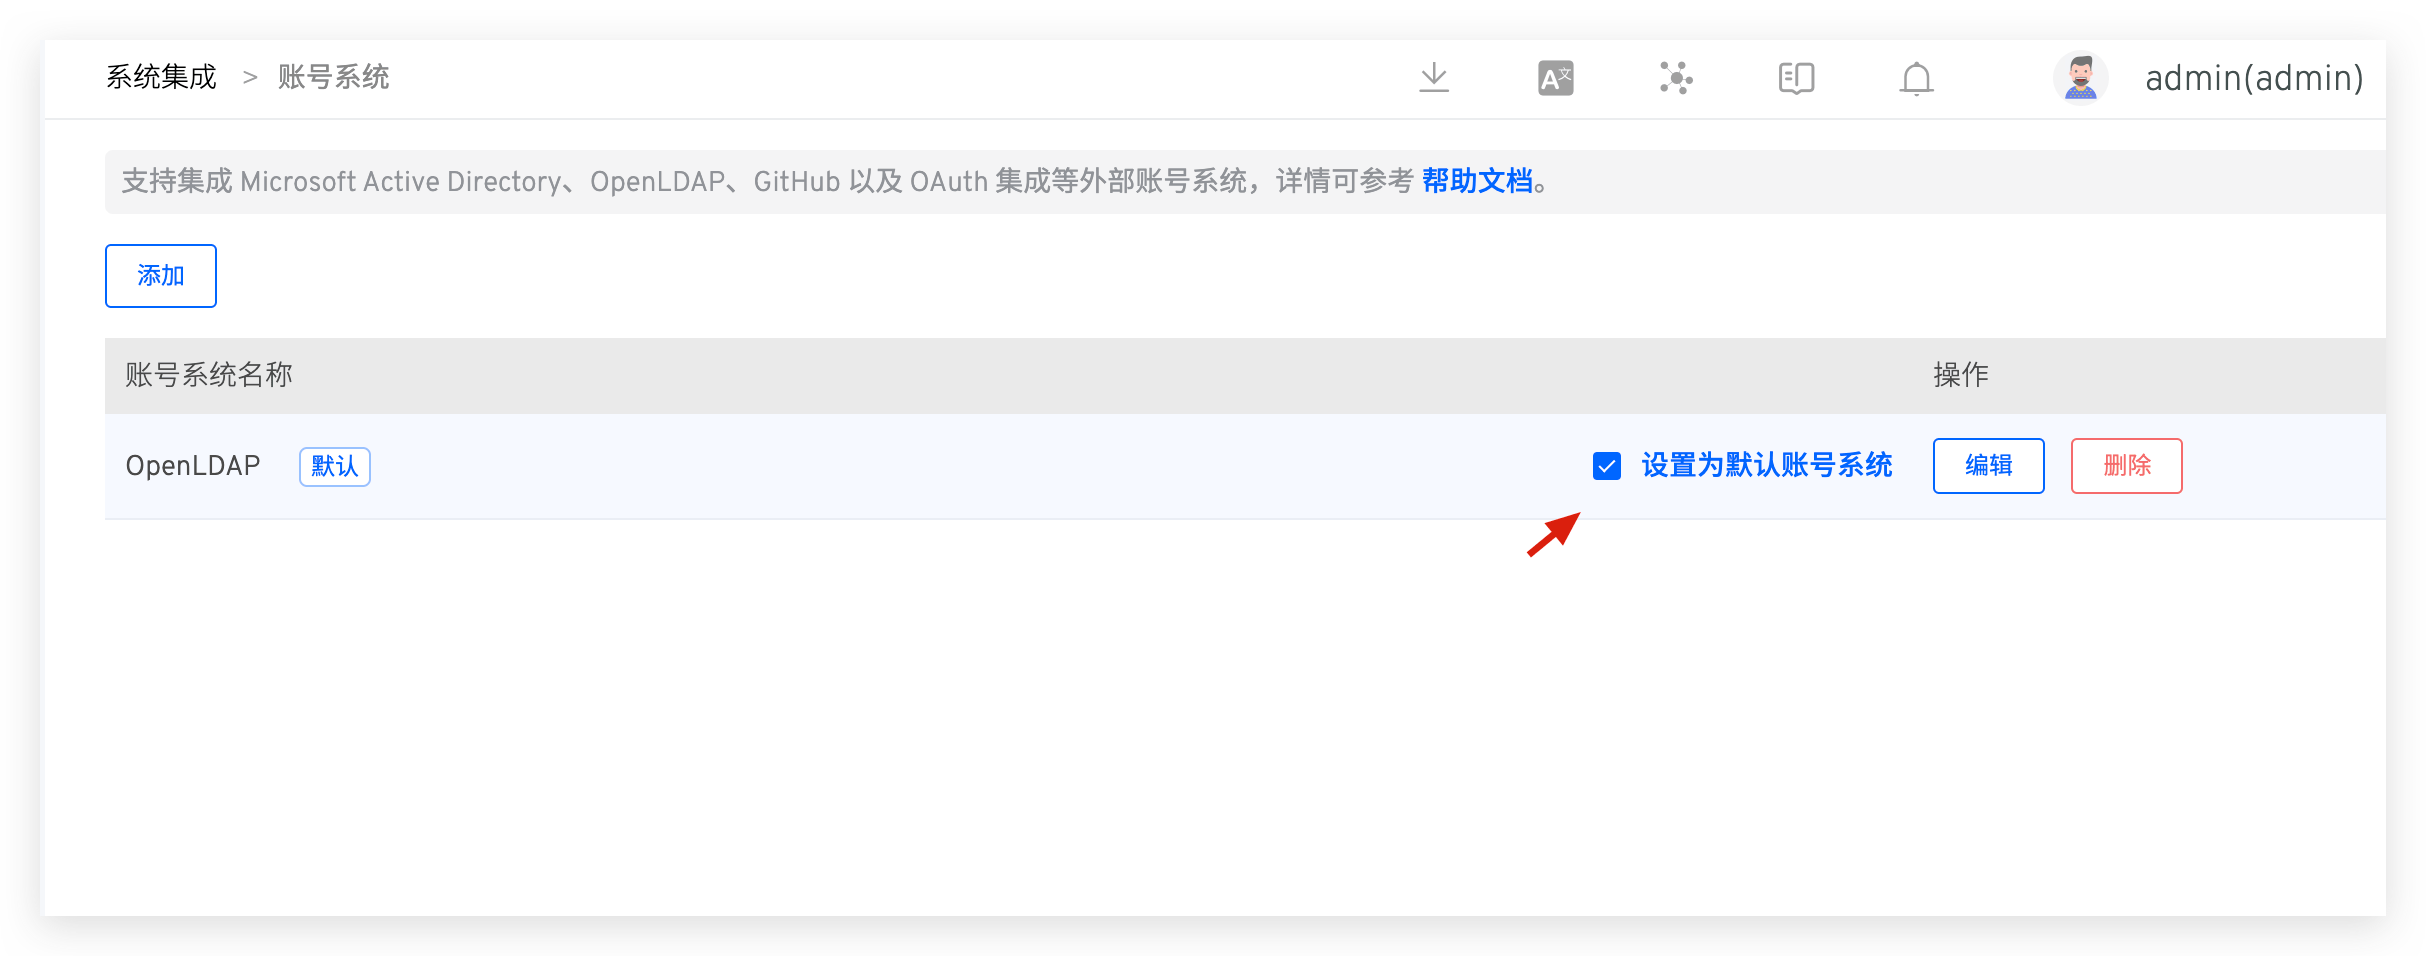 系统集成 > 账号系统
A文
admin(admin)
支持集成 Microsoft Active Directory、OpenLDAP、GitHub 以及 OAuth 集成等外部账号系统，详情可参考 帮助文档。
添加
账号系统名称 操作
OpenLDAP 默认 设置为默认账号系统 编辑 删除